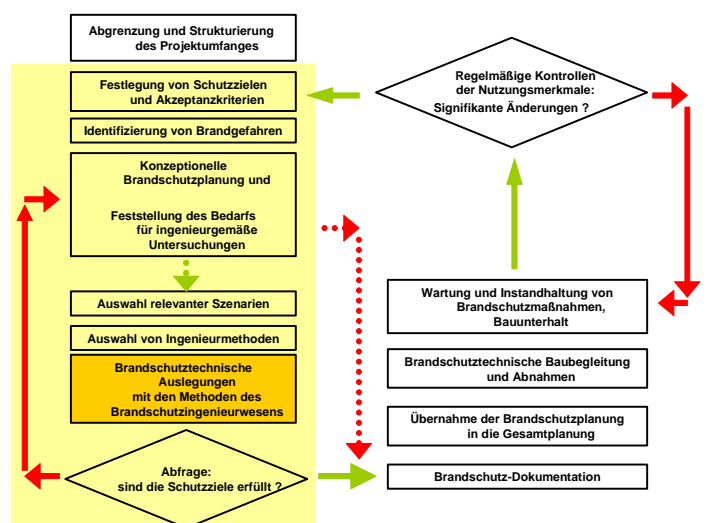 Abgrenzung und Strukturierung
des Projektumfanges
Festlegung von Schutzzielen
und Akzeptanzkriterien
Identifizierung von Brandgefahren
Konzeptionelle
Brandschutzplanung und
Feststellung des Bedarfs
für ingenieurgemäße
Untersuchungen
Auswahl relevanter Szenarien
Auswahl von Ingenieurmethoden
Brandschutztechnische
Auslegungen
mit den Methoden des
Brandschutzingenieurwesens
Abfrage:
sind die Schutzziele erfüllt ?
Regelmäßige Kontrollen
der Nutzungsmerkmale:
Signifikante Änderungen ?
Wartung und Instandhaltung von
Brandschutzmaßnahmen,
Bauunterhalt
Brandschutztechnische Baubegleitung
und Abnahmen
Übernahme der Brandschutzplanung
in die Gesamtplanung
Brandschutz-Dokumentation